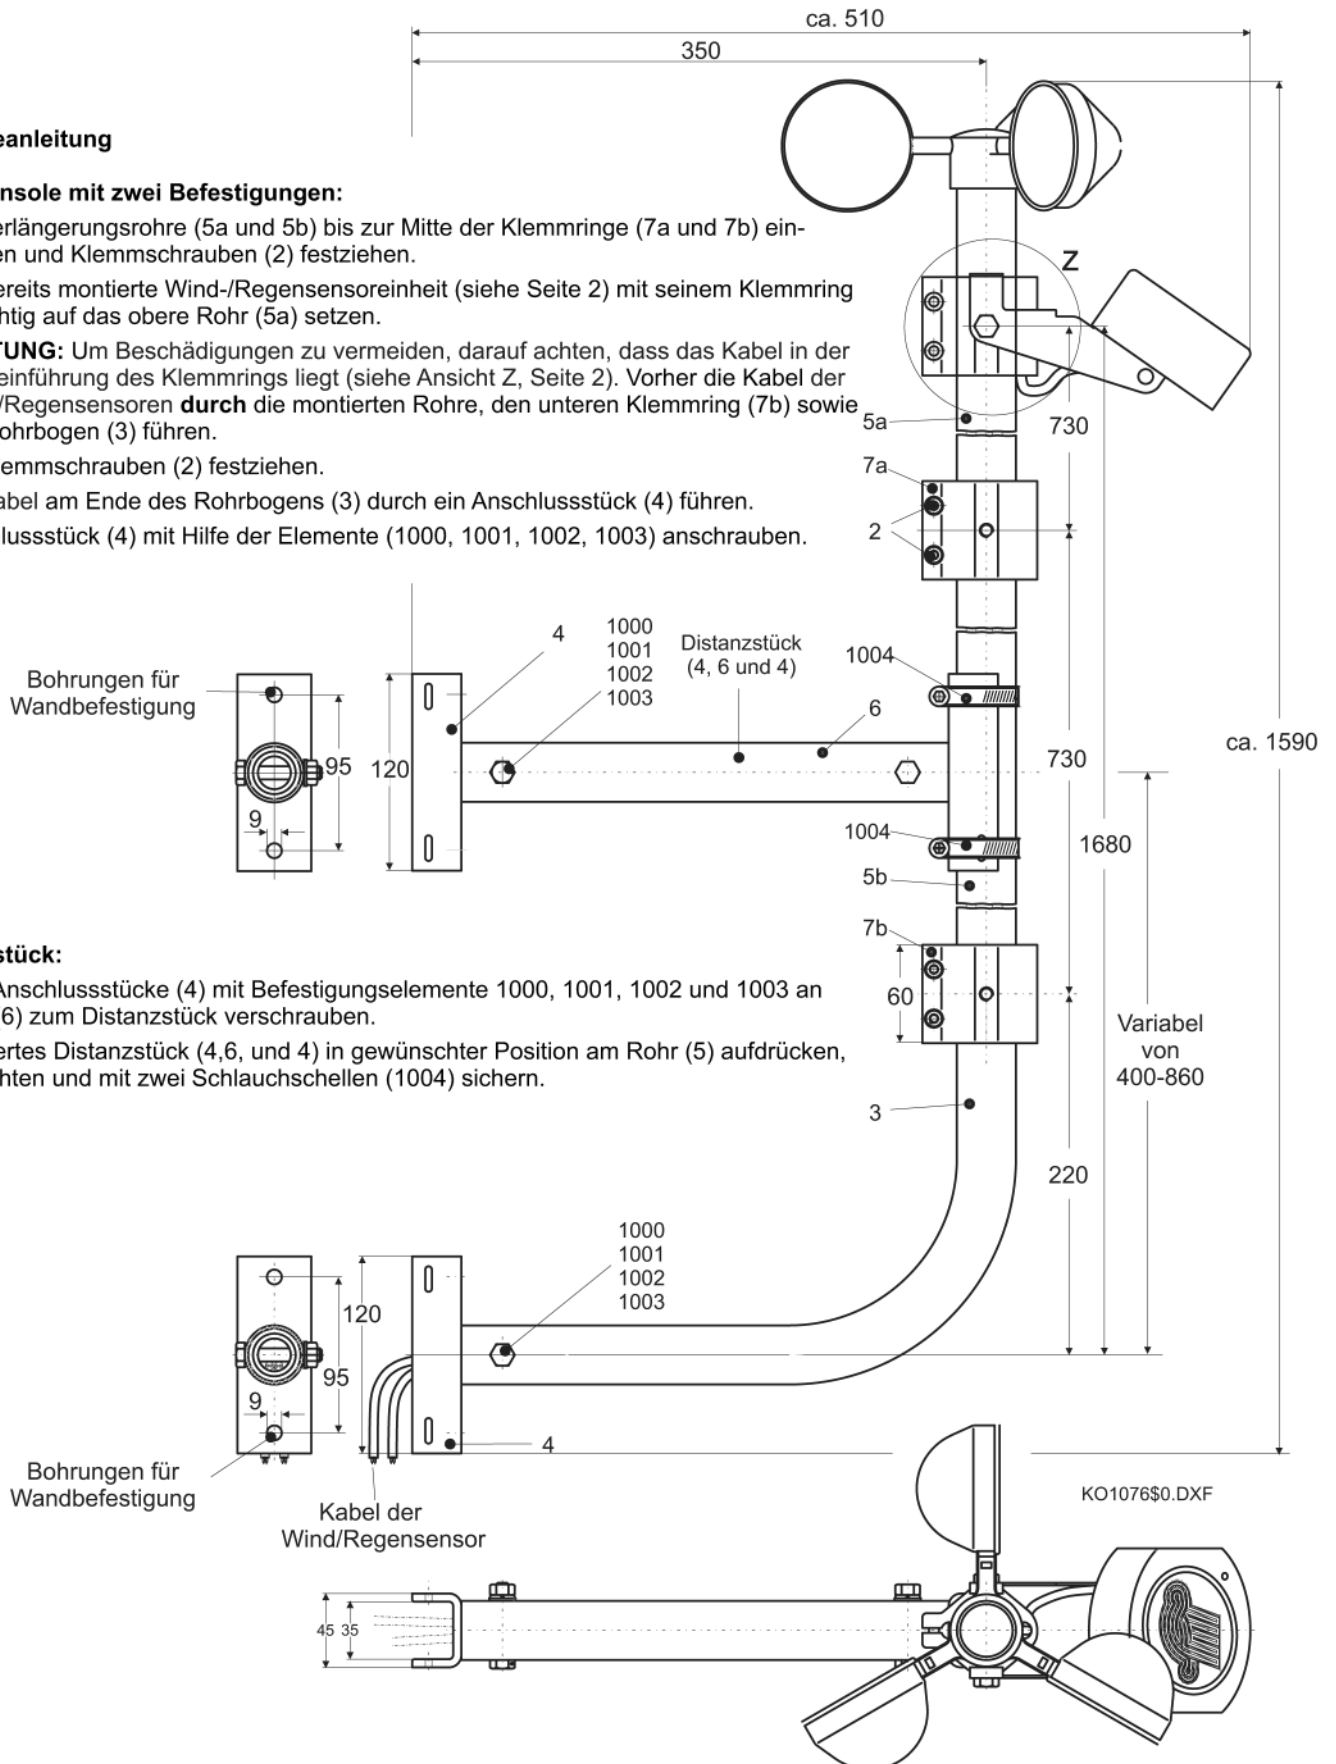 ca. 510
350
eanleitung
nsole mit zwei Befestigungen:
erlängerungsrohre (5a und 5b) bis zur Mitte der Klemmringe (7a und 7b) ein-
en und Klemmschrauben (2) festziehen.
ereits montierte Wind-/Regensensoreinheit (siehe Seite 2) mit seinem Klemmring
htig auf das obere Rohr (5a) setzen.
TUNG: Um Beschädigungen zu vermeiden, darauf achten, dass das Kabel in der
einführung des Klemmrings liegt (siehe Ansicht Z, Seite 2). Vorher die Kabel der
/Regensensoren durch die montierten Rohre, den unteren Klemmring (7b) sowie
ohrbogen (3) führen.
lemmschrauben (2) festziehen.
abel am Ende des Rohrbogens (3) durch ein Anschlussstück (4) führen.
lussstück (4) mit Hilfe der Elemente (1000, 1001, 1002, 1003) anschrauben.
Z
5a
730
7a
2
4
1000
1001
1002
1003
Distanzstück
(4, 6 und 4)
1004
6
Bohrungen für
Wandbefestigung
95
120
9
730
ca. 1590
1004
1680
5b
7b
60
stück:
Anschlussstücke (4) mit Befestigungselemente 1000, 1001, 1002 und 1003 an
(6) zum Distanzstück verschrauben.
ertes Distanzstück (4,6, und 4) in gewünschter Position am Rohr (5) aufdrücken,
hten und mit zwei Schlauchschellen (1004) sichern.
Variabel
von
400-860
3
220
1000
1001
1002
1003
120
95
9
4
Bohrungen für
Wandbefestigung
Kabel der
Wind/Regensensor
KO1076$0.DXF
45
35